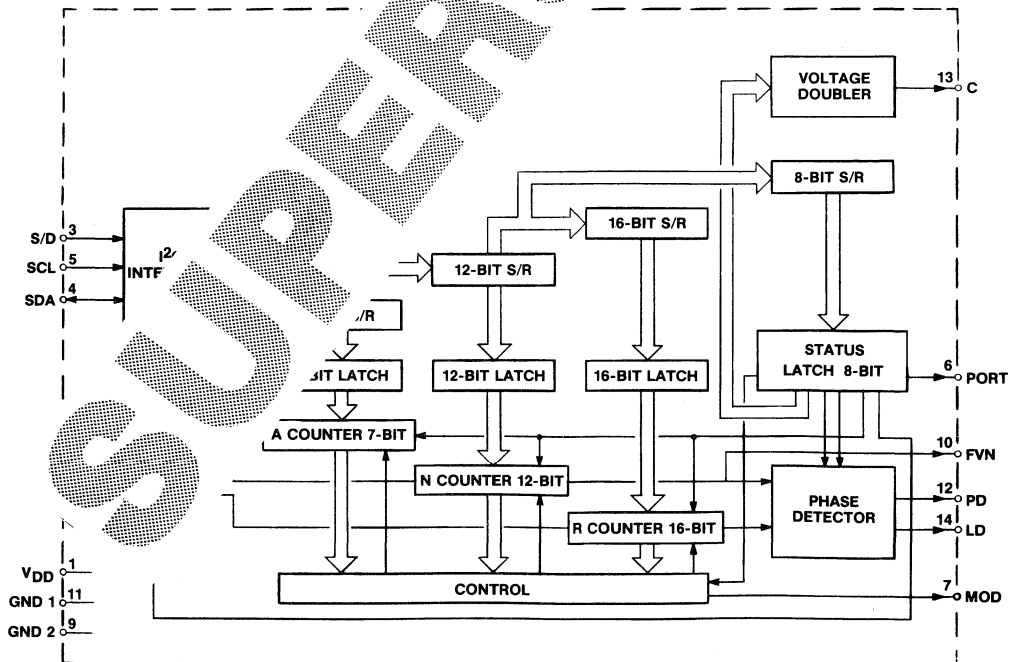 VOLTAGE
DOUBLER
13
C
8-BIT S/R
16-BIT S/R
S/D
3
SCL
5
SDA
4
I2
12-BIT S/R
/R
STATUS
LATCH 8-BIT
6
PORT
BIT LATCH
12-BIT LATCH
16-BIT LATCH
A COUNTER 7-BIT
10
FVN
N COUNTER 12-BIT
PHASE
DETECTOR
12
PD
R COUNTER 16-BIT
14
LD
VDD
1
CONTROL
GND 1
11
7
MOD
GND 2
9
SUPER